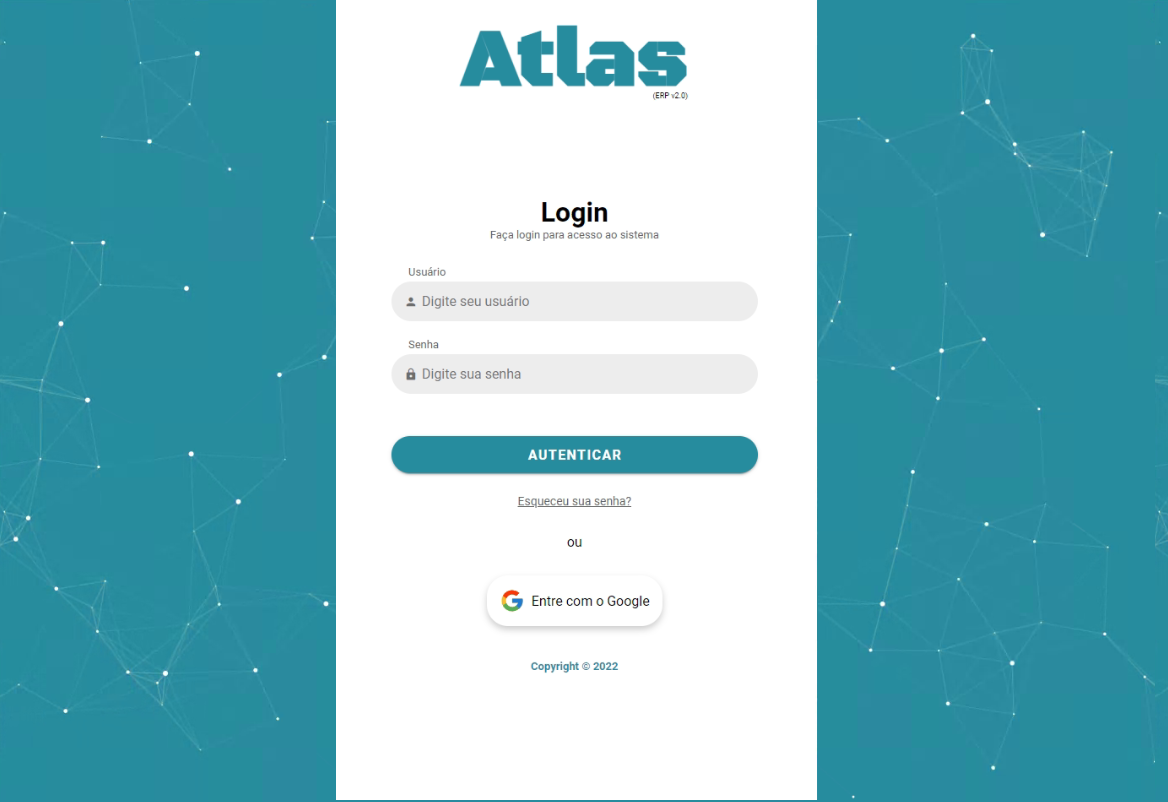 Atlas
(ERP v2.0)
Login
Faça login para acesso ao sistema
Usuário
Digite seu usuário
Senha
Digite sua senha
AUTENTICAR
Esqueceu sua senha?
ou
Entre com o Google
Copyright © 2022